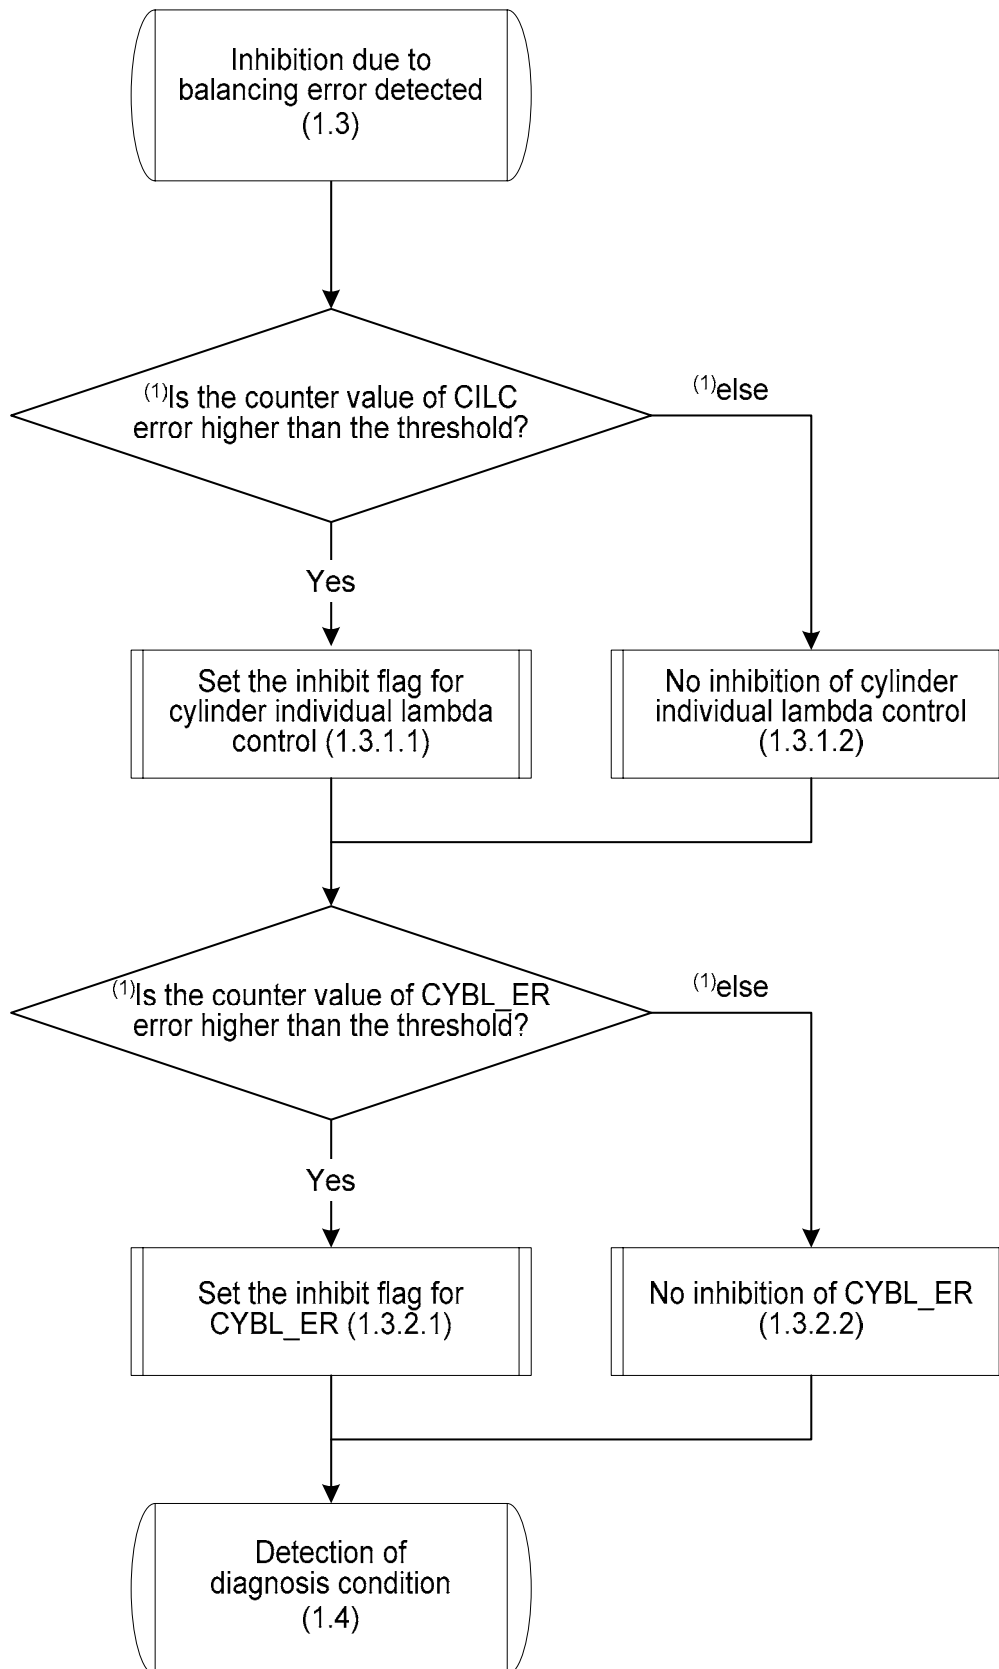 Inhibition due to
balancing error detected
(1.3)
(1)Is the counter value of CILC
error higher than the threshold?
(1)else
Yes
Set the inhibit flag for
cylinder individual lambda
control (1.3.1.1)
No inhibition of cylinder
individual lambda control
(1.3.1.2)
(1)Is the counter value of CYBL_ER
error higher than the threshold?
(1)else
Yes
Set the inhibit flag for
CYBL_ER (1.3.2.1)
No inhibition of CYBL_ER
(1.3.2.2)
Detection of
diagnosis condition
(1.4)